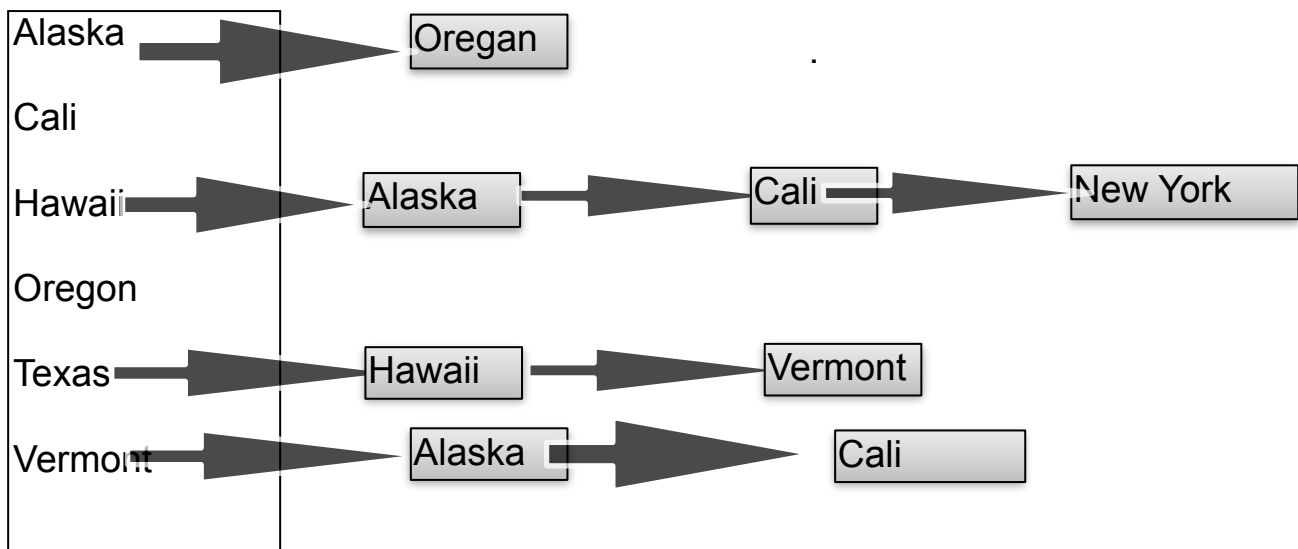 Alaska Oregan
.
Cali
Hawaii Alaska Cali New York
Oregon
Texas Hawaii Vermont
Vermont Alaska Cali